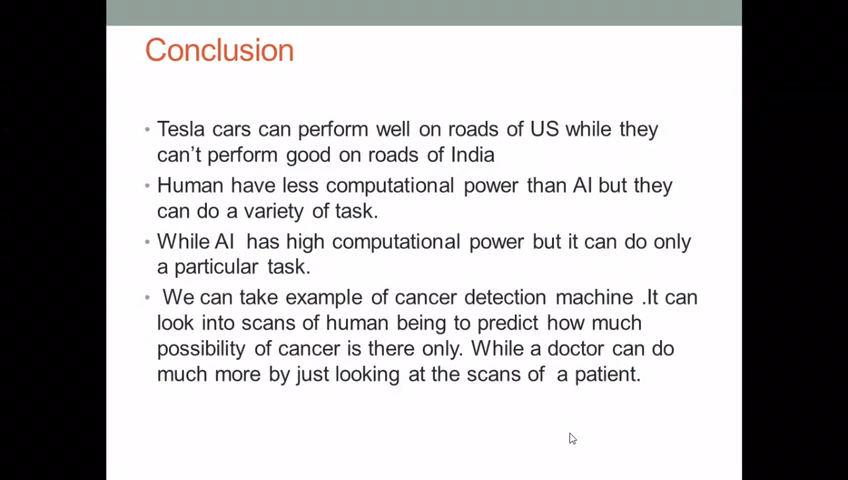 Conclusion
• Tesla cars can perform well on roads of US while they
can't perform good on roads of India
• Human have less computational power than AI but they
can do a variety of task.
• While AI  has high computational power but it can do only
a particular task.
•  We can take example of cancer detection machine .It can
look into scans of human being to predict how much
possibility of cancer is there only. While a doctor can do
much more by just looking at the scans of  a patient.